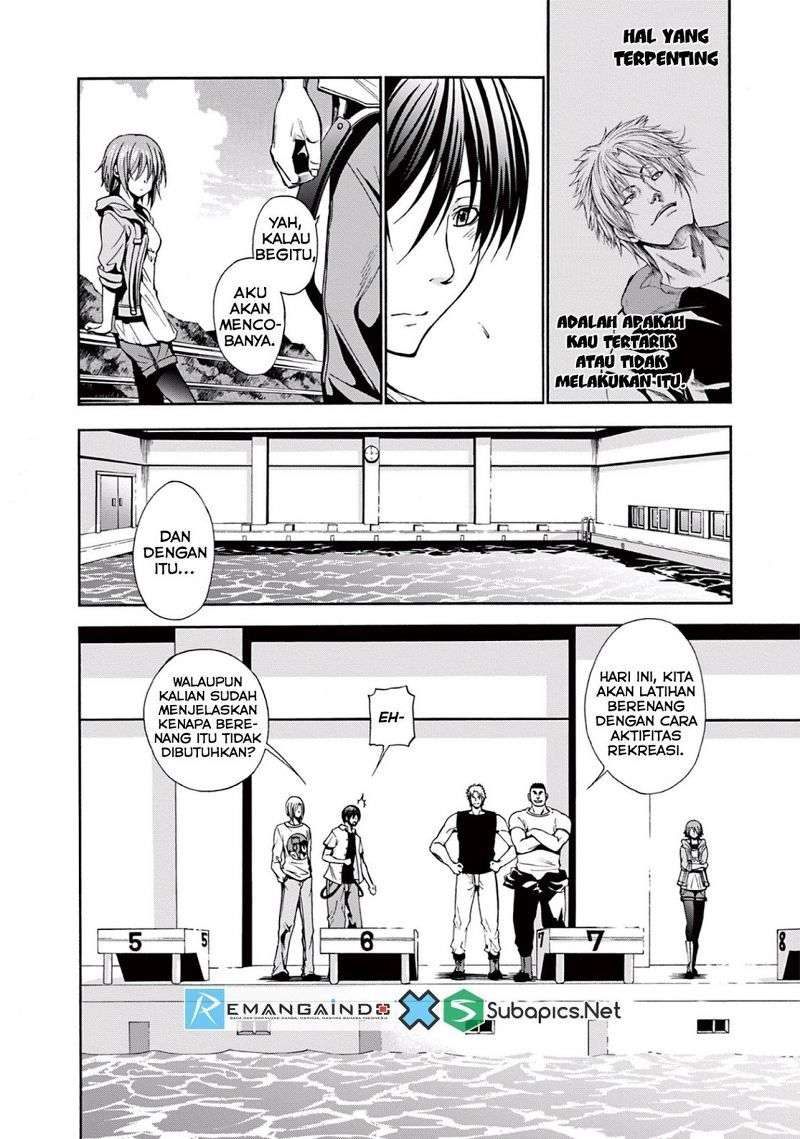 HAL YANG
TERPENTING
ADALAH APAKAH
KAU TERTARIK
ATAU TIDAK
MELAKUKAN ITU.
YAH,
KALAU
BEGITU,
AKU
AKAN
MENCO-
BANYA.
DAN
DENGAN
ITU...
HARI INI, KITA
AKAN LATIHAN
BERENANG
DENGAN CARA
AKTIFITAS
REKREASI.
EH-
WALAUPUN
KALIAN SUDAH
MENJELASKAN
KENAPA BERE-
NANG ITU TIDAK
DIBUTUHKAN?
5 5 6 7 7 8
REMANGAINDO
Subapics.Net